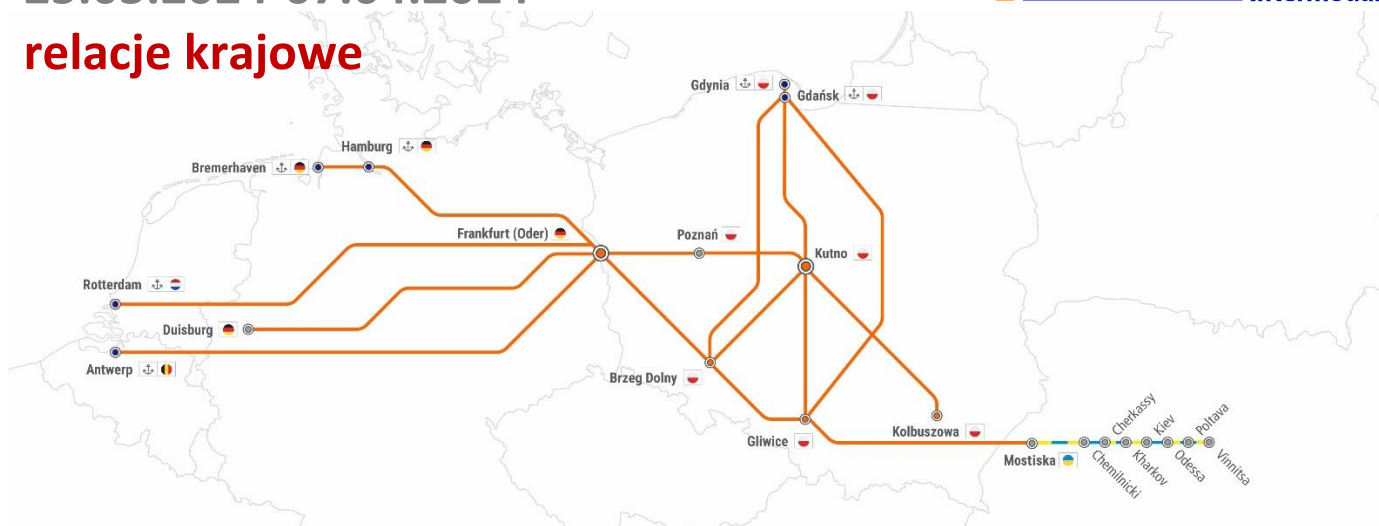 relacje krajowe
Gdynia
Gdańsk
Hamburg
Bremerhaven
Frankfurt (Oder)
Poznań
Kutno
Rotterdam
Duisburg
Antwerp
Brzeg Dolny
Gliwice
Kolbuszowa
Mostiska
Chemilnicki
Cherkassy
Kharkov
Kiev
Odessa
Poltava
Vinnitsa